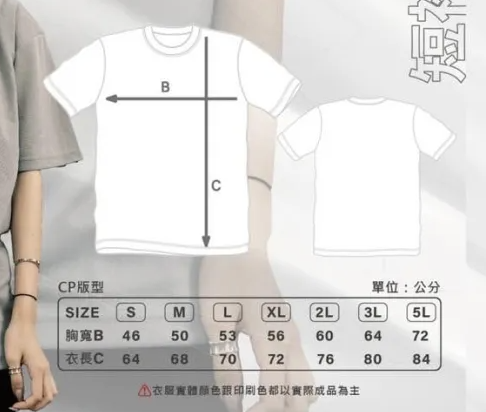 短袖
B
C
CP版型 單位：公分
SIZE S M L XL 2L 3L 5L
胸寬B 46 50 53 56 60 64 72
衣長C 64 68 70 72 76 80 84
⚠衣服實體顏色跟印刷色都以實際成品為主